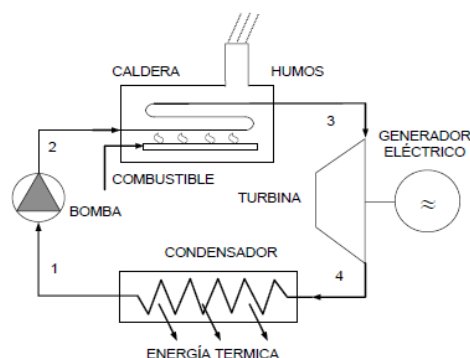 CALDERA
HUMOS
3
GENERADOR
ELÉCTRICO
2
COMBUSTIBLE
TURBINA
≈
BOMBA
CONDENSADOR
1
4
ENERGÍA TERMICA